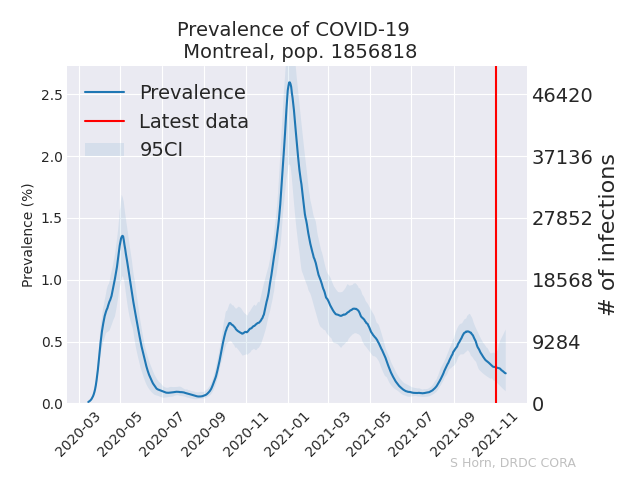 Prevalence of COVID-19
Montreal, pop. 1856818
Prevalence
Latest data
95CI
Prevalence (%)
2.5
2.0
1.5
1.0
0.5
0.0
46420
37136
27852
18568
9284
0
# of infections
2020-03
2020-05
2020-07
2020-09
2020-11
2021-01
2021-03
2021-05
2021-07
2021-09
2021-11
S Horn, DRDC CORA